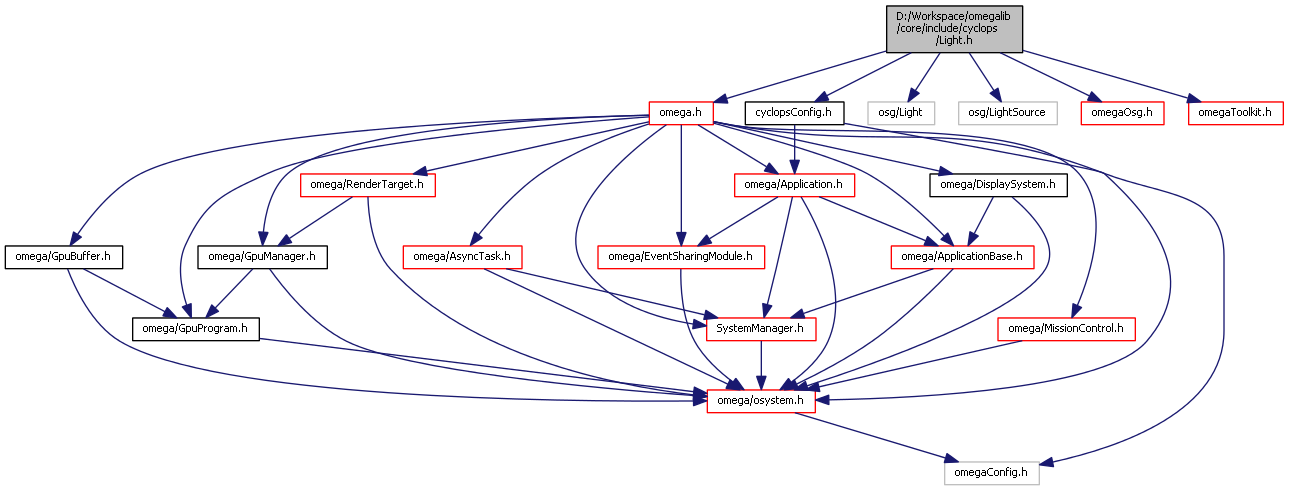 D:/Workspace/omegalib
/core/include/cyclops
/Light.h
omega.h
cyclopsConfig.h
osg/Light
osg/LightSource
omegaOsg.h
omegaToolkit.h
omega/RenderTarget.h
omega/Application.h
omega/DisplaySystem.h
omega/GpuBuffer.h
omega/GpuManager.h
omega/AsyncTask.h
omega/EventSharingModule.h
omega/ApplicationBase.h
omega/GpuProgram.h
SystemManager.h
omega/MissionControl.h
omega/osystem.h
omegaConfig.h